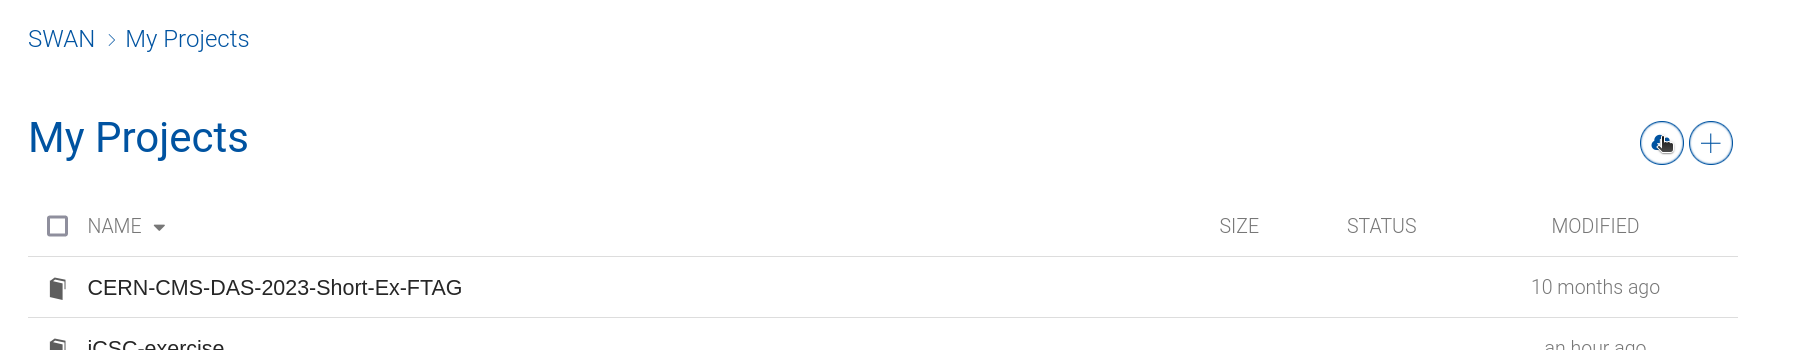 SWAN > My Projects
My Projects
NAME SIZE STATUS MODIFIED
CERN-CMS-DAS-2023-Short-Ex-FTAG 10 months ago
iCSC-exercise an hour ago